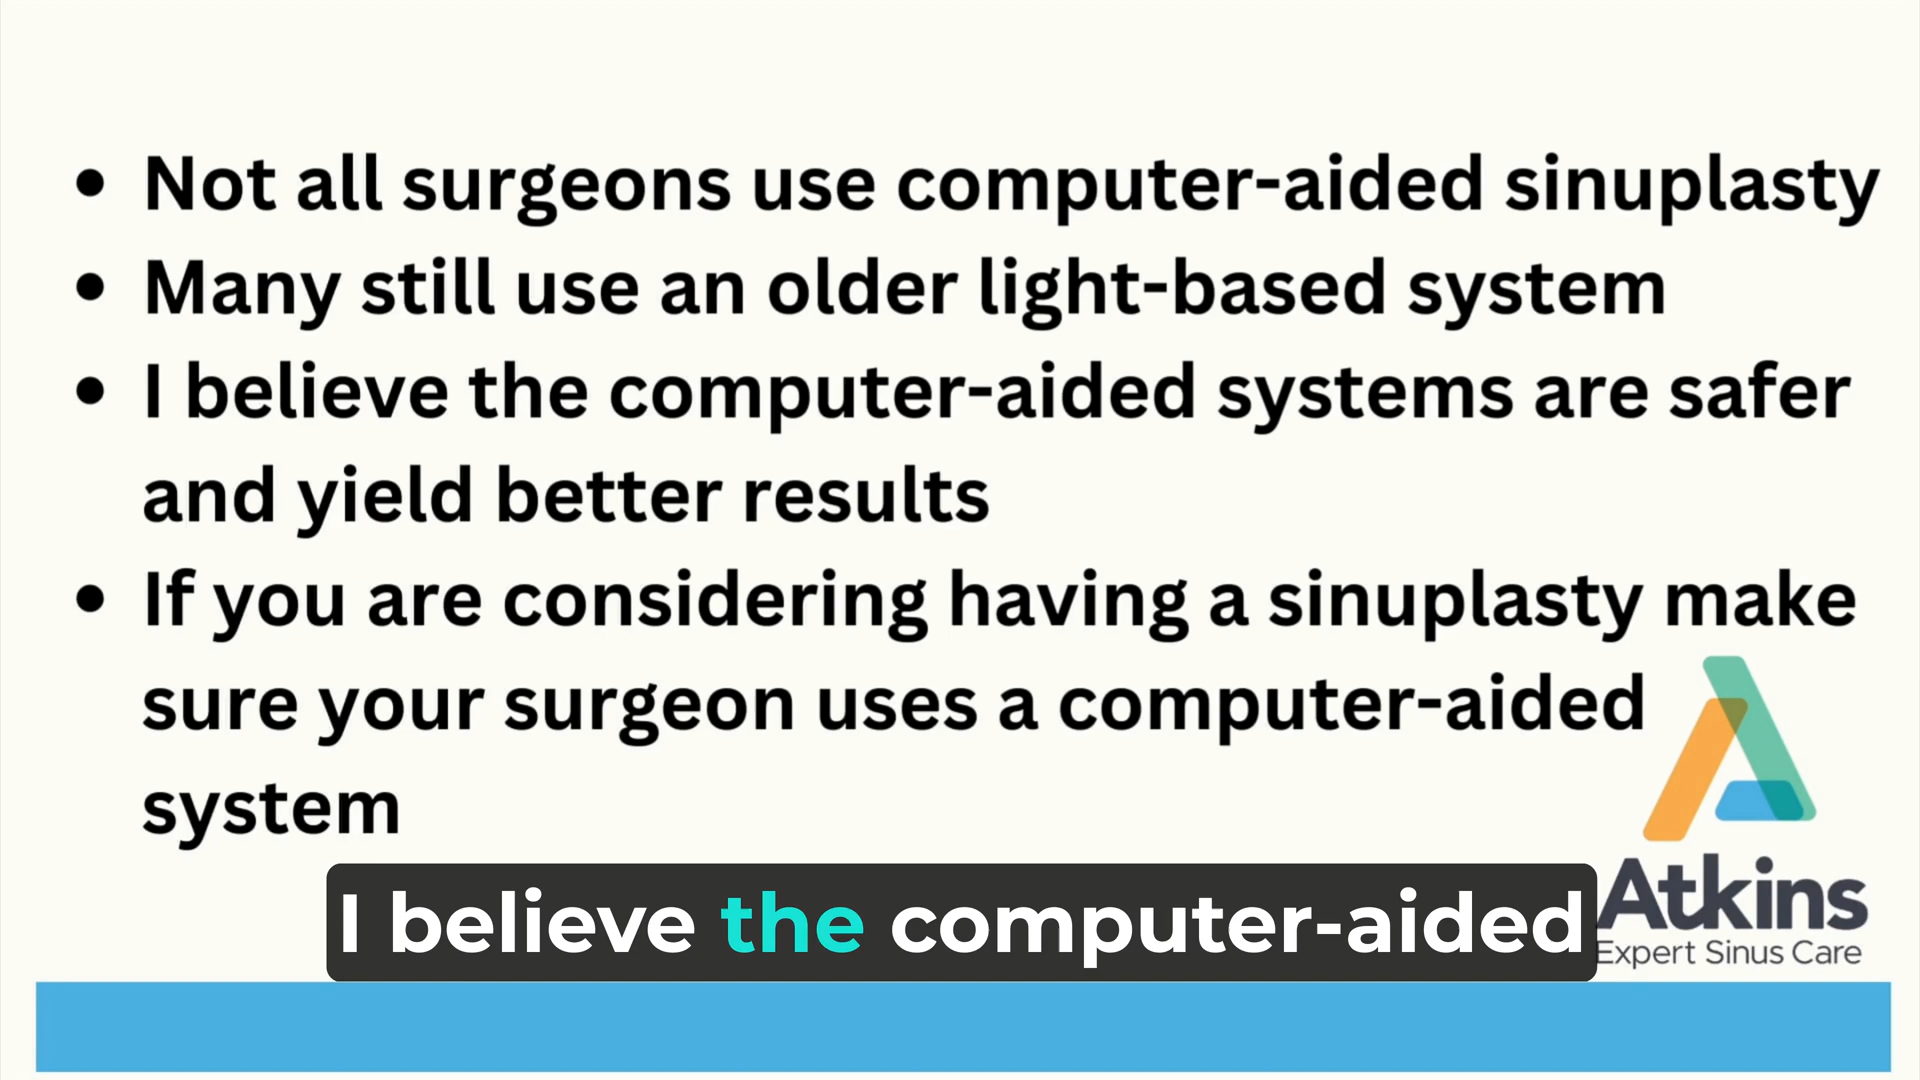 • Not all surgeons use computer-aided sinuplasty
• Many still use an older light-based system
• I believe the computer-aided systems are safer
and yield better results
• If you are considering having a sinuplasty make
sure your surgeon uses a computer-aided
system
I believe the computer-aided
Atkins
Expert Sinus Care